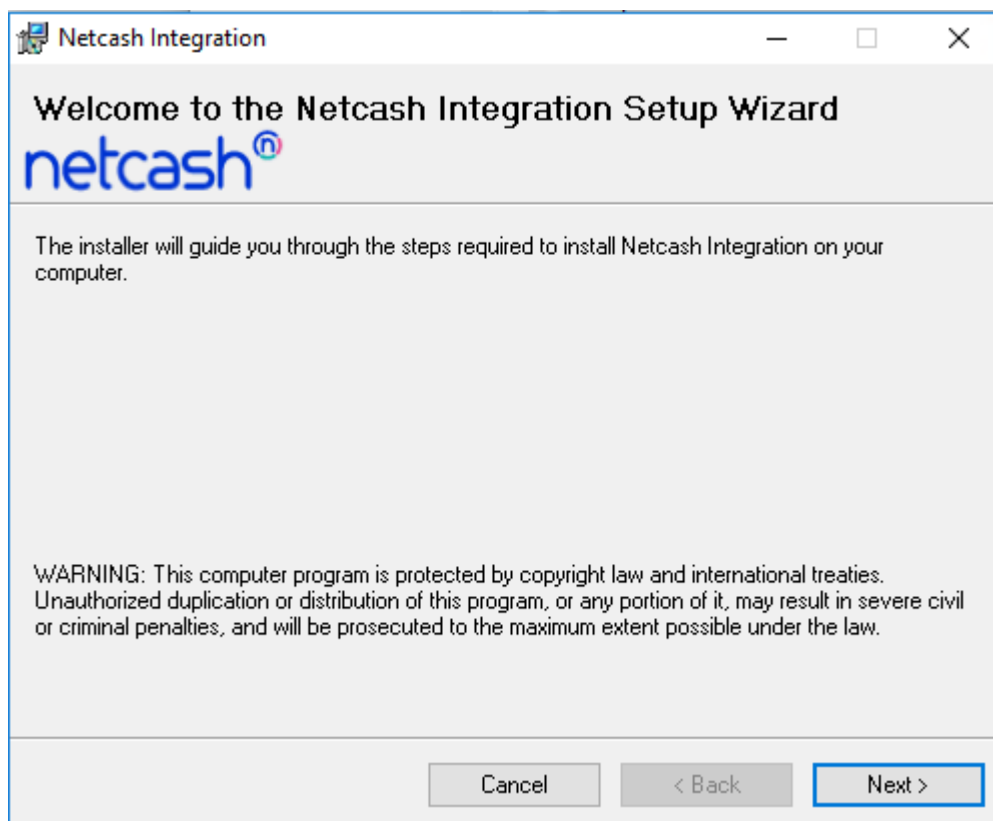 Netcash Integration
Welcome to the Netcash Integration Setup Wizard
netcash n
The installer will guide you through the steps required to install Netcash Integration on your
computer.
WARNING: This computer program is protected by copyright law and international treaties.
Unauthorized duplication or distribution of this program, or any portion of it, may result in severe civil
or criminal penalties, and will be prosecuted to the maximum extent possible under the law.
Cancel < Back Next >